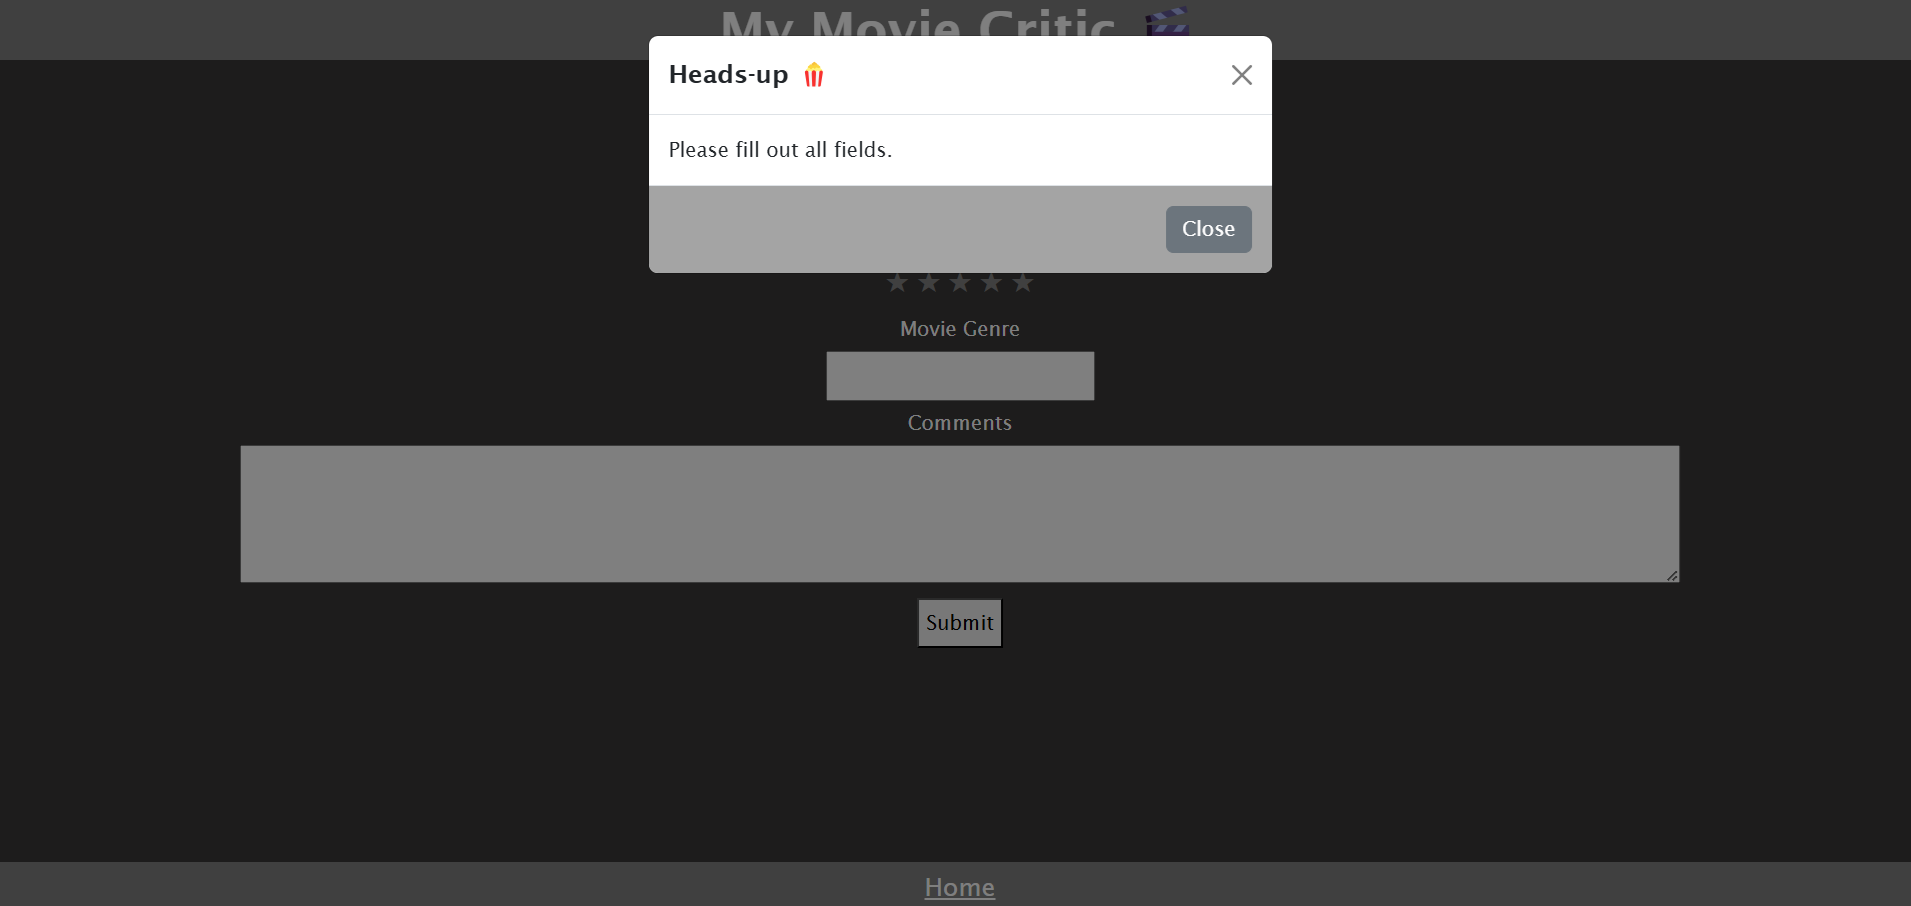 My Movie Critic
Heads-up
Please fill out all fields.
Close
Movie Genre
Comments
Submit
Home